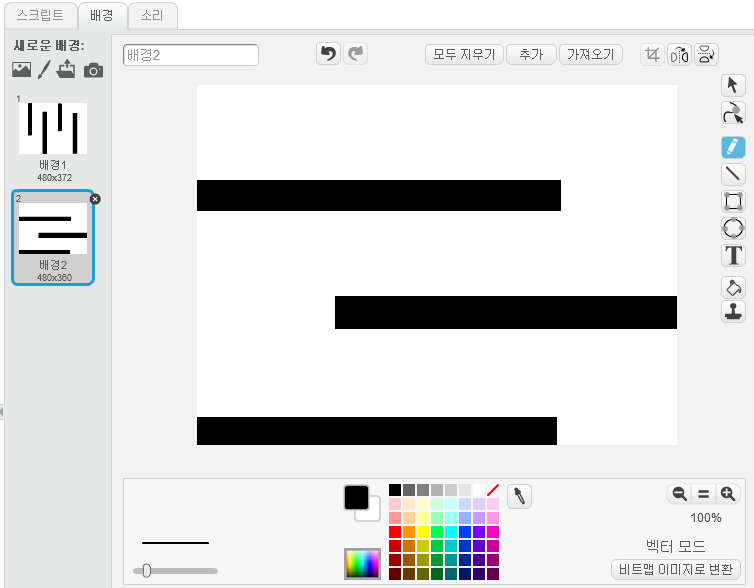 스크립트 배경 소리
새로운 배경:
배경2
모두 지우기 추가 가져오기
1
배경1
480x372
2
배경2
480x360
T
100%
벡터 모드
비트맵 이미지로 변환